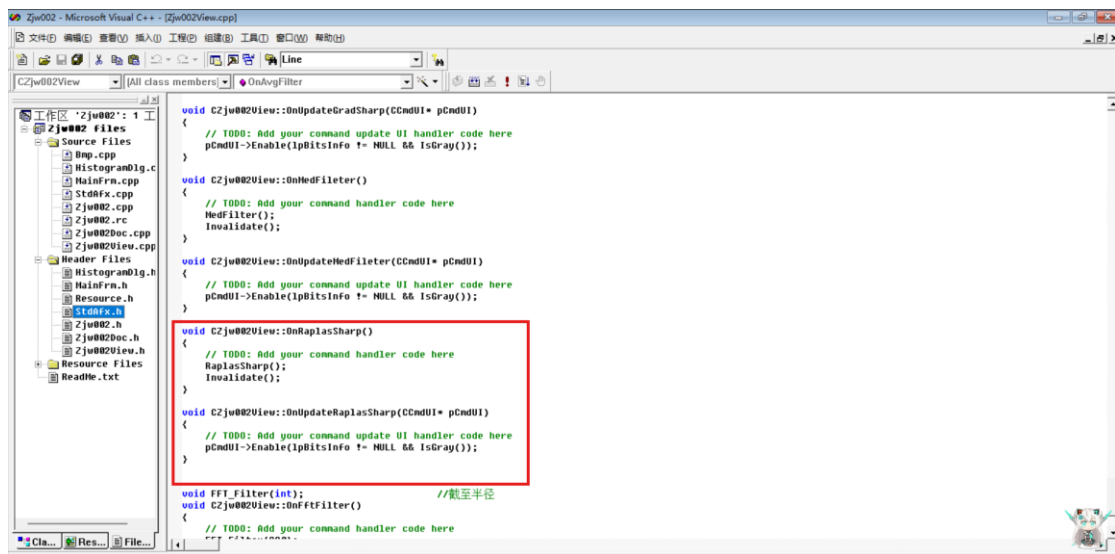 Zjw002 - Microsoft Visual C++ - [Zjw002View.cpp]
文件(F) 编辑(E) 查看(V) 插入(I) 工程(P) 组建(B) 工具(T) 窗口(W) 帮助(H)
Line
CZjw002View [All class members] OnAvgFilter
工作区 'Zjw002': 1 工
Zjw002 files
Source Files
Bmp.cpp
HistogramDlg.c
MainFrm.cpp
StdAfx.cpp
Zjw002.cpp
Zjw002.rc
Zjw002Doc.cpp
Zjw002View.cpp
Header Files
HistogramDlg.h
MainFrm.h
Resource.h
StdAfx.h
Zjw002.h
Zjw002Doc.h
Zjw002View.h
Resource Files
ReadMe.txt
Cla... Res... File...
void CZjw002View::OnUpdateGradSharp(CCmdUI* pCmdUI)
{
// TODO: Add your command update UI handler code here
pCmdUI->Enable(lpBitsInfo != NULL && IsGray());
}
void CZjw002View::OnMedFileter()
{
// TODO: Add your command handler code here
MedFilter();
Invalidate();
}
void CZjw002View::OnUpdateMedFileter(CCmdUI* pCmdUI)
{
// TODO: Add your command update UI handler code here
pCmdUI->Enable(lpBitsInfo != NULL && IsGray());
}
void CZjw002View::OnRaplasSharp()
{
// TODO: Add your command handler code here
RaplasSharp();
Invalidate();
}
void CZjw002View::OnUpdateRaplasSharp(CCmdUI* pCmdUI)
{
// TODO: Add your command update UI handler code here
pCmdUI->Enable(lpBitsInfo != NULL && IsGray());
}
void FFT_Filter(int); //截至半径
void CZjw002View::OnFftFilter()
{
// TODO: Add your command handler code here